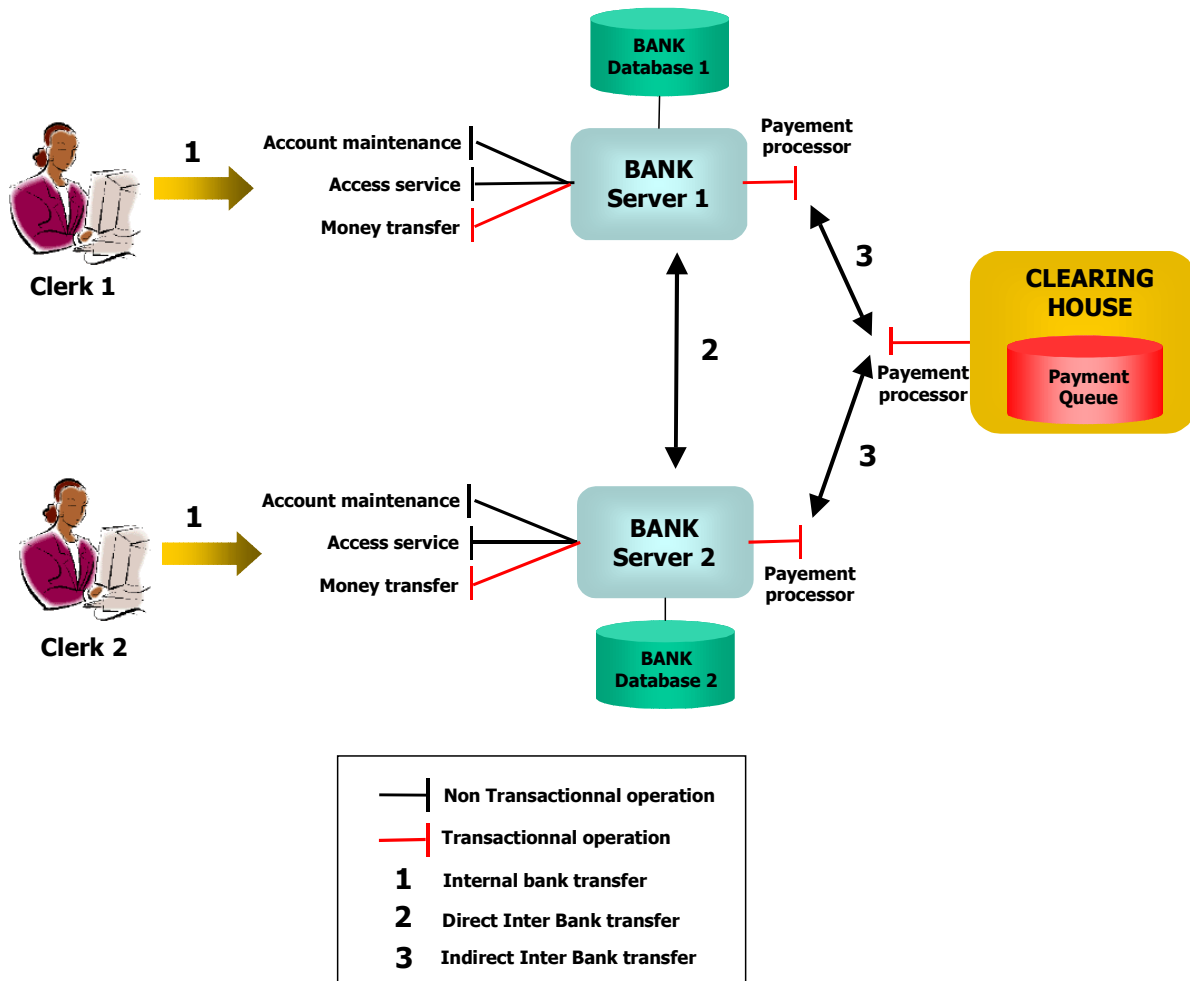 BANK
Database 1
Payement
processor
Account maintenance
1
Access service
BANK
Server 1
Money transfer
Clerk 1
3
CLEARING
HOUSE
2
Payement
processor
Payment
Queue
3
Account maintenance
1
Access service
BANK
Server 2
Money transfer
Payement
processor
Clerk 2
BANK
Database 2
Non Transactionnal operation
Transactionnal operation
1 Internal bank transfer
2 Direct Inter Bank transfer
3 Indirect Inter Bank transfer